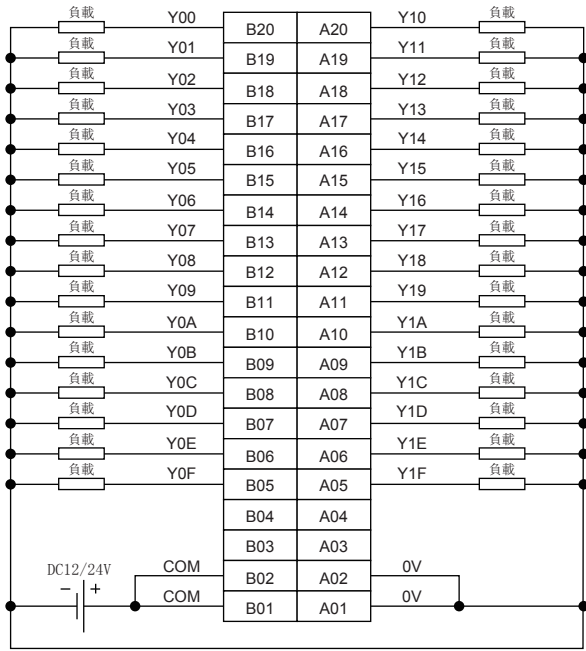 負載 Y00 B20 A20 Y10 負載
負載 Y01 B19 A19 Y11 負載
負載 Y02 B18 A18 Y12 負載
負載 Y03 B17 A17 Y13 負載
負載 Y04 B16 A16 Y14 負載
負載 Y05 B15 A15 Y15 負載
負載 Y06 B14 A14 Y16 負載
負載 Y07 B13 A13 Y17 負載
負載 Y08 B12 A12 Y18 負載
負載 Y09 B11 A11 Y19 負載
負載 Y0A B10 A10 Y1A 負載
負載 Y0B B09 A09 Y1B 負載
負載 Y0C B08 A08 Y1C 負載
負載 Y0D B07 A07 Y1D 負載
負載 Y0E B06 A06 Y1E 負載
負載 Y0F B05 A05 Y1F 負載
B04 A04
B03 A03
DC12/24V COM B02 A02 0V
− + COM B01 A01 0V